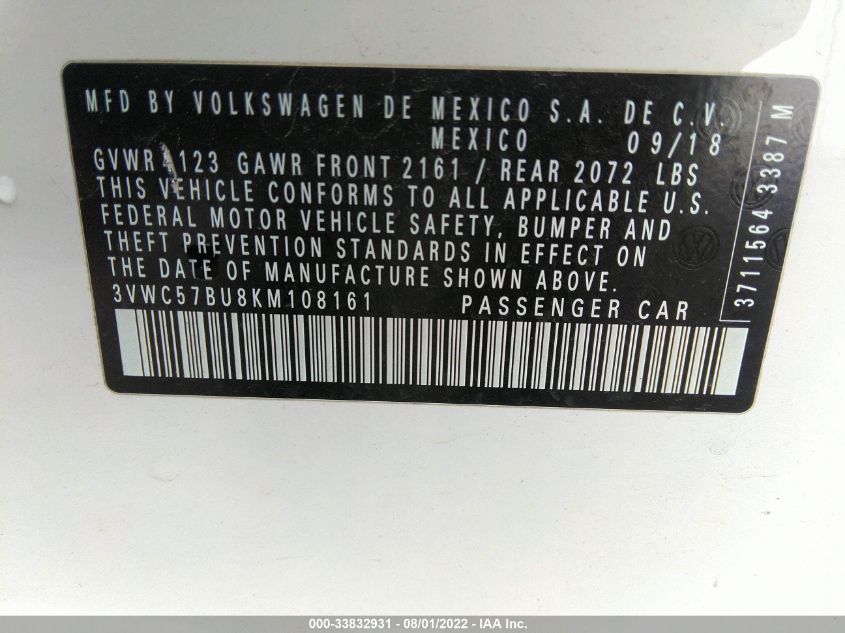 MFD BY VOLKSWAGEN DE MEXICO S.A. DE C.V.
MEXICO 09/18
GVWR 123 GAWR FRONT 2161 / REAR 2072 LBS
THIS VEHICLE CONFORMS TO ALL APPLICABLE U.S.
FEDERAL MOTOR VEHICLE SAFETY, BUMPER AND
THEFT PREVENTION STANDARDS IN EFFECT ON
THE DATE OF MANUFACTURE SHOWN ABOVE.
3VWC57BU8KM108161 PASSENGER CAR
3711564 3387 M
000-33832931 - 08/01/2022 - IAA Inc.